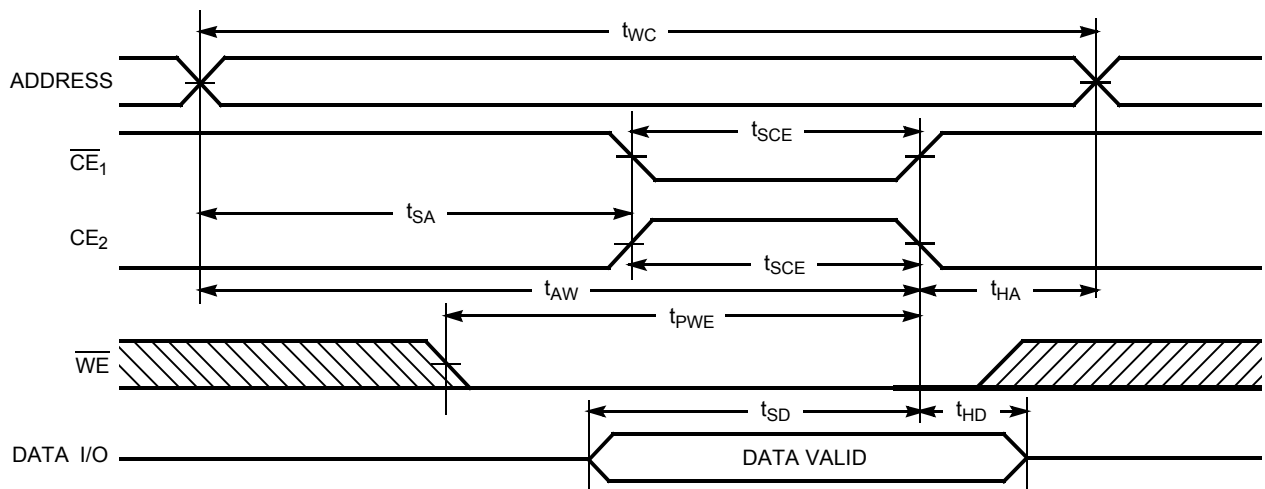 tWC
ADDRESS
tSCE
CE1
tSA
CE2
tSCE
tAW
tHA
tPWE
WE
tSD
tHD
DATA I/O
DATA VALID